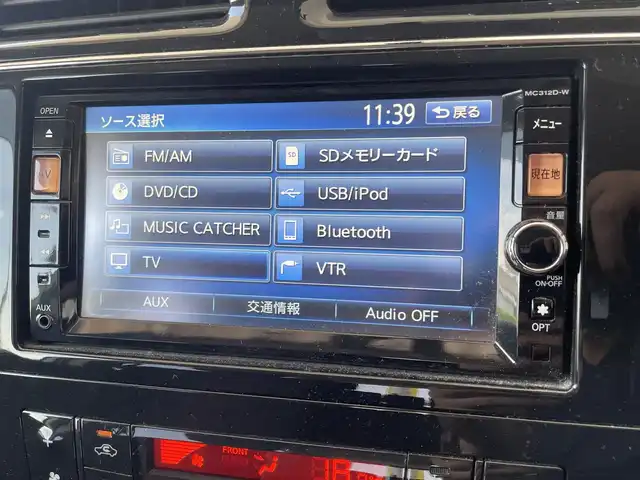 MC312D-W
OPEN
ソース選択
11:39
戻る
メニュー
FM/AM
SDメモリーカード
DVD/CD
USB/iPod
現在地
MUSIC CATCHER
Bluetooth
音量
TV
VTR
PUSH
ON-OFF
AUX
AUX
交通情報
Audio OFF
OPT
SD
FRONT